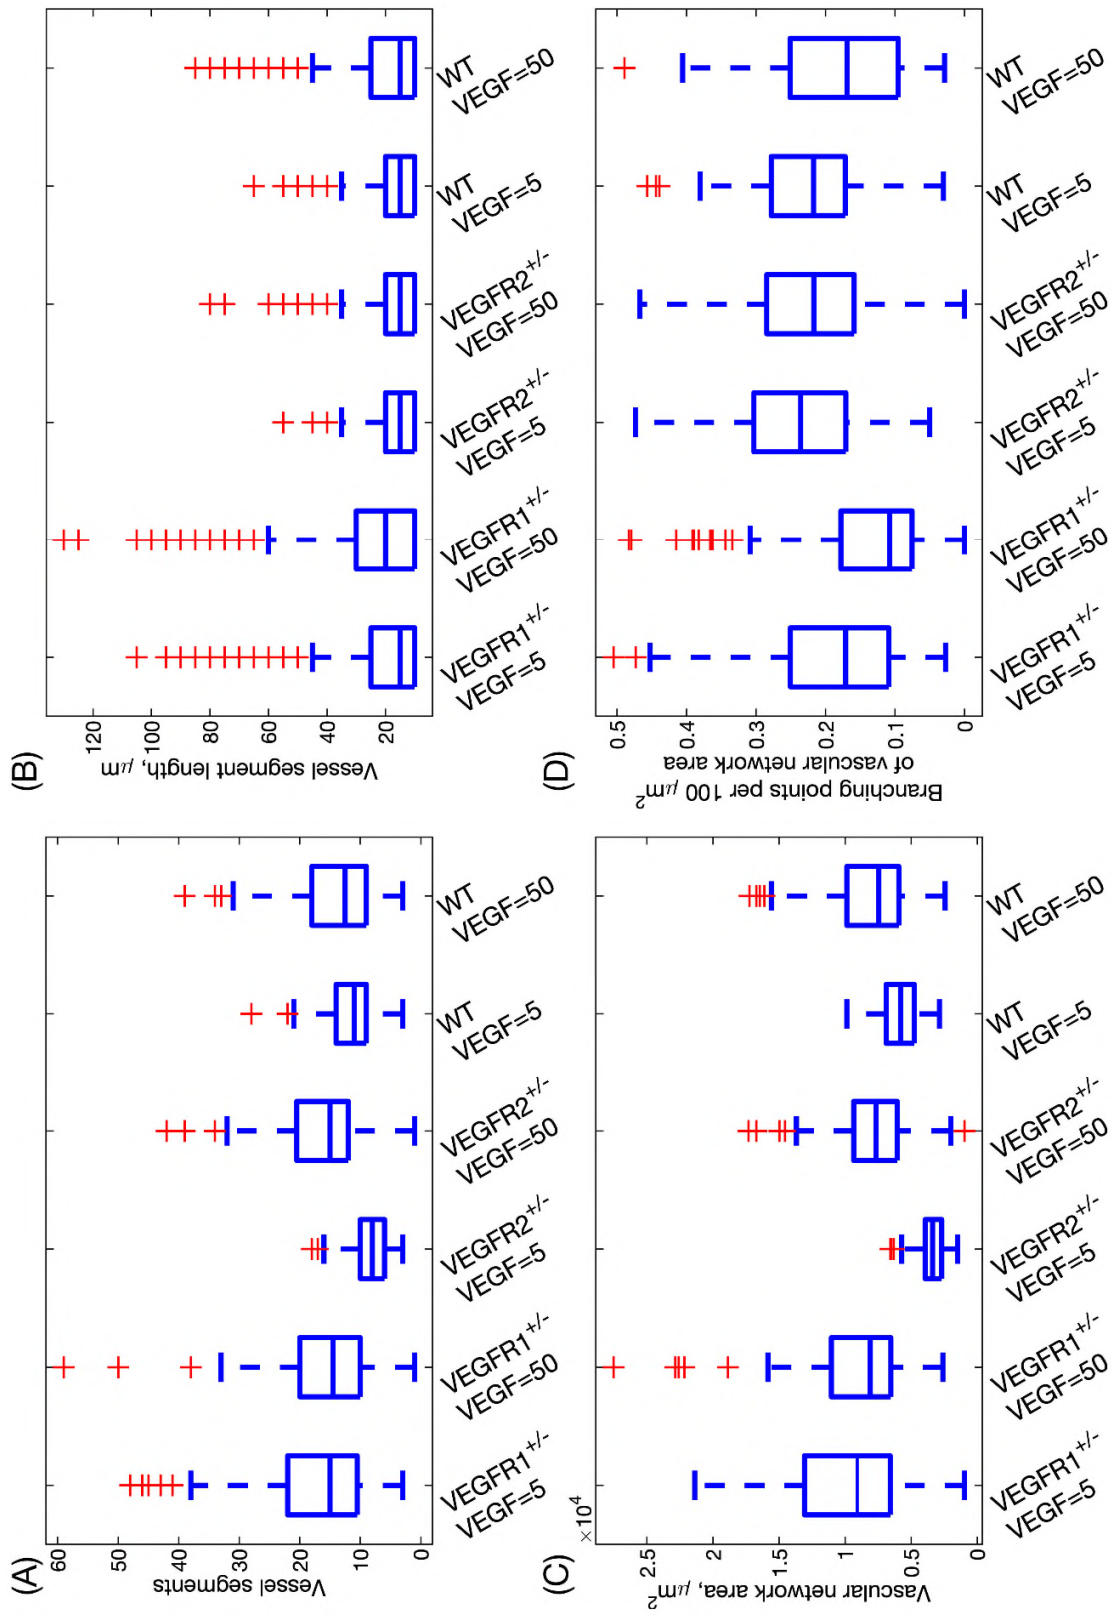 (A)
Vessel segments
60
50
40
30
20
10
0
VEGFR1+/-
VEGF=5
VEGFR1+/-
VEGF=50
VEGFR2+/-
VEGF=5
VEGFR2+/-
VEGF=50
WT
VEGF=5
WT
VEGF=50
(B)
Vessel segment length, μm
120
100
80
60
40
20
VEGFR1+/-
VEGF=5
VEGFR1+/-
VEGF=50
VEGFR2+/-
VEGF=5
VEGFR2+/-
VEGF=50
WT
VEGF=5
WT
VEGF=50
(C)
×10⁴
Vascular network area, μm²
2.5
2
1.5
1
0.5
0
VEGFR1+/-
VEGF=5
VEGFR1+/-
VEGF=50
VEGFR2+/-
VEGF=5
VEGFR2+/-
VEGF=50
WT
VEGF=5
WT
VEGF=50
(D)
Branching points per 100 μm²
of vascular network area
0.5
0.4
0.3
0.2
0.1
0
VEGFR1+/-
VEGF=5
VEGFR1+/-
VEGF=50
VEGFR2+/-
VEGF=5
VEGFR2+/-
VEGF=50
WT
VEGF=5
WT
VEGF=50